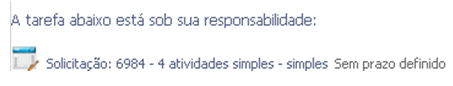 A tarefa abaixo está sob sua responsabilidade:
Solicitação: 6984 - 4 atividades simples - simples Sem prazo definido